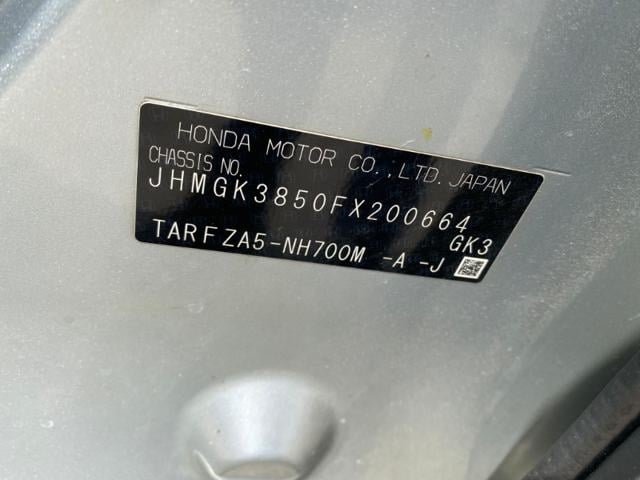 HONDA MOTOR CO.,LTD. JAPAN
CHASSIS NO.
JHMGK3850FX200664
GK3
TARFZA5-NH700M -A -J